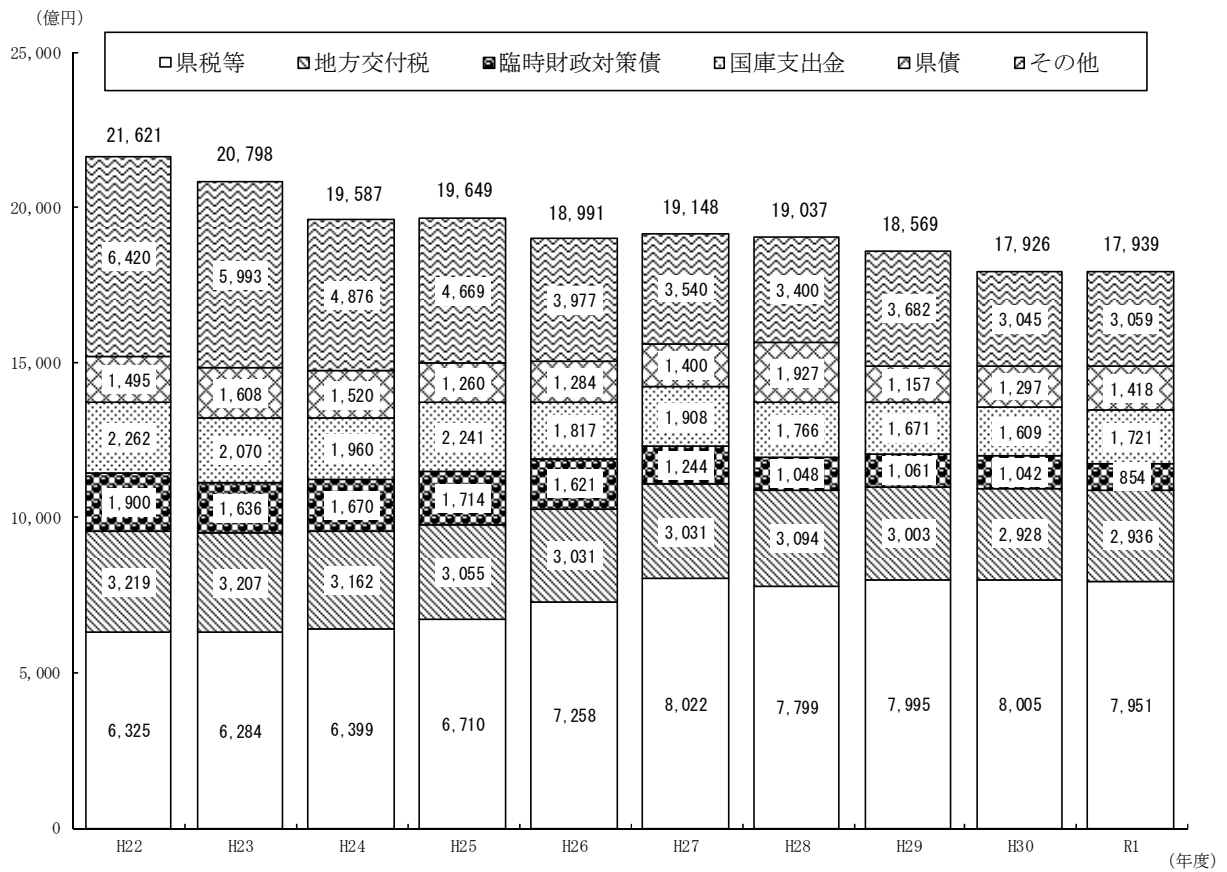 （億円）
25,000
県税等 地方交付税 臨時財政対策債 国庫支出金 県債 その他
21,621 20,798 19,587 19,649 18,991 19,148 19,037 18,569 17,926 17,939
20,000
6,420 5,993 4,876 4,669 3,977 3,540 3,400 3,682 3,045 3,059
15,000
1,495 1,608 1,520 1,260 1,284 1,400 1,927 1,157 1,297 1,418
2,262 2,070 1,960 2,241 1,817 1,908 1,766 1,671 1,609 1,721
1,900 1,636 1,670 1,714 1,621 1,244 1,048 1,061 1,042 854
10,000
3,219 3,207 3,162 3,055 3,031 3,031 3,094 3,003 2,928 2,936
5,000
6,325 6,284 6,399 6,710 7,258 8,022 7,799 7,995 8,005 7,951
0
H22 H23 H24 H25 H26 H27 H28 H29 H30 R1
（年度）